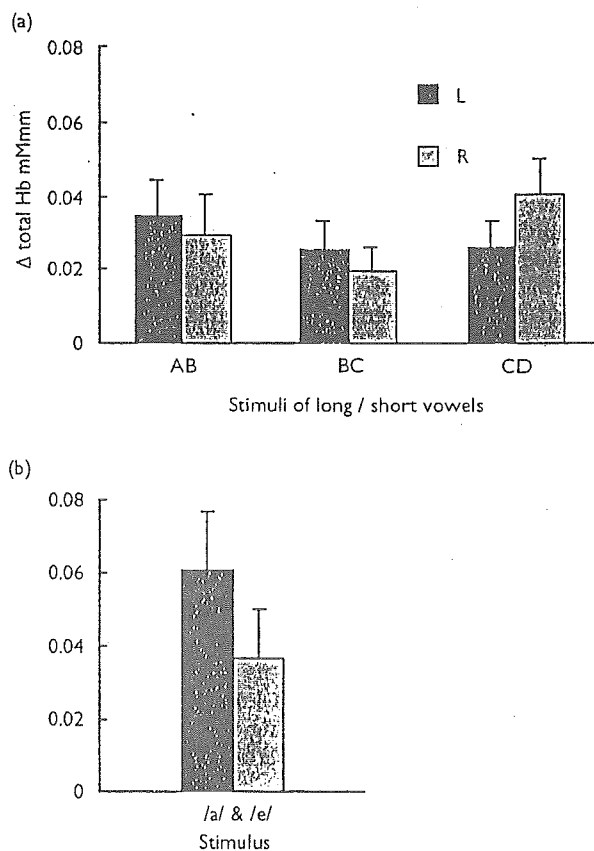 (a)
0.08
0.06
0.04
0.02
0
Δ total Hb mMmm
L
R
AB BC CD
Stimuli of long / short vowels
(b)
0.08
0.06
0.04
0.02
0
/a/ & /e/
Stimulus